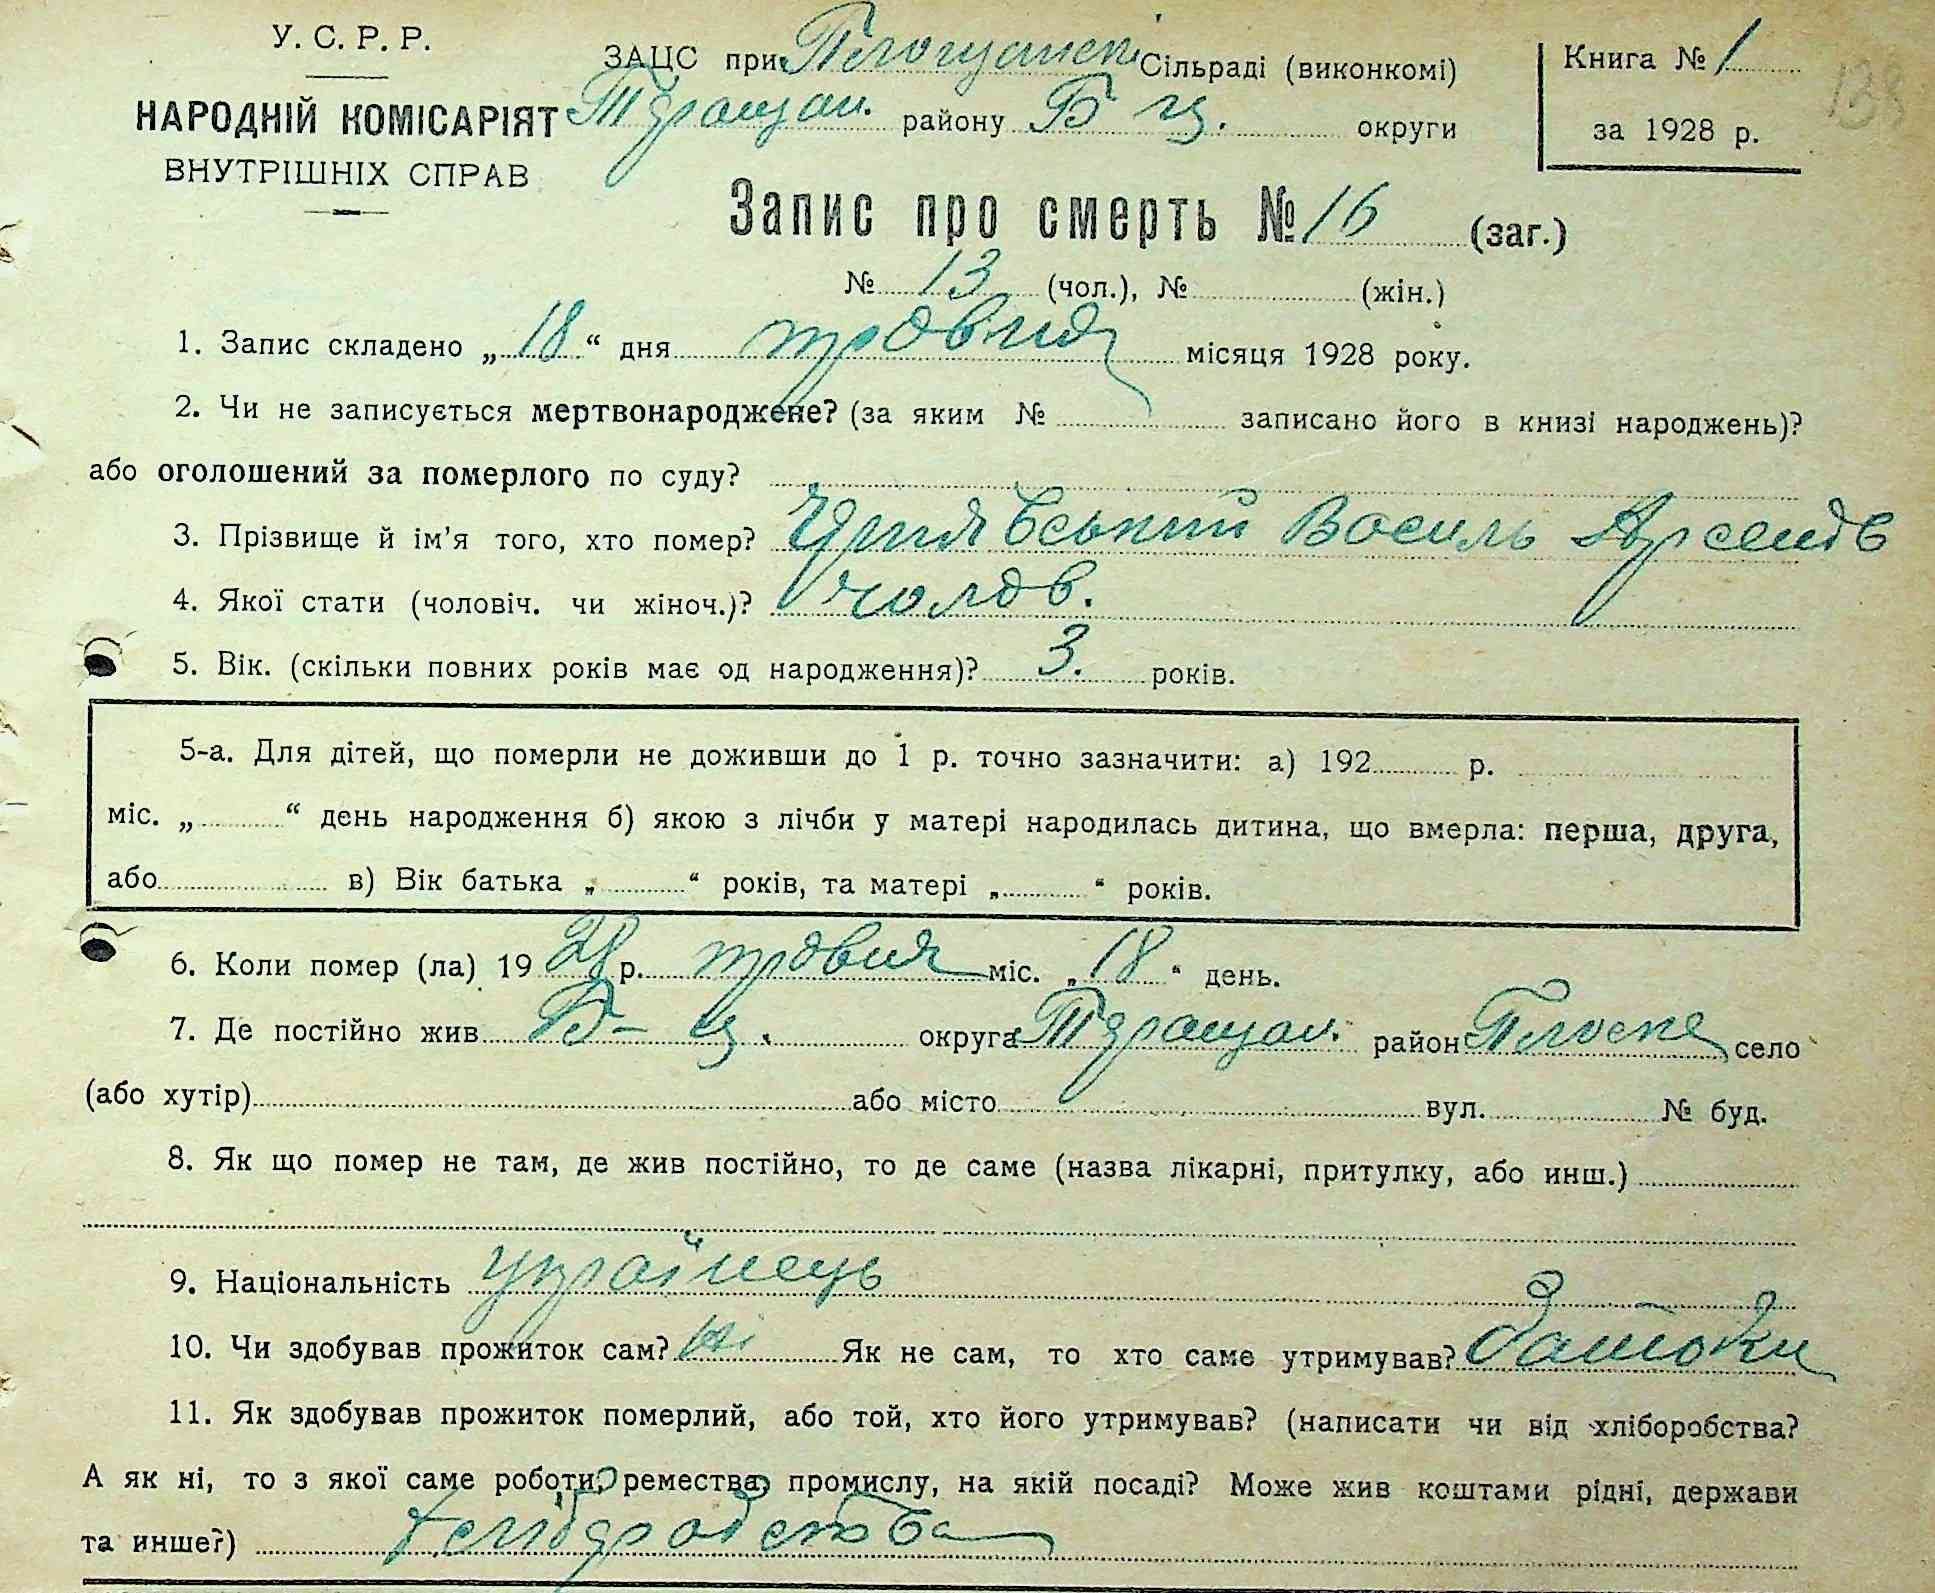 У. С. Р. Р.
НАРОДНІЙ КОМІСАРІЯТ
ВНУТРІШНІХ СПРАВ
ЗАЦС при Сільраді (виконкомі)
Таращан. району Б ц. округи
Книга № 1
за 1928 р.
Запис про смерть № 16 (заг.)
№ 13 (чол.), № (жін.)
1. Запис складено „ 18 “ дня травня місяця 1928 року.
2. Чи не записується мертвонароджене? (за яким № записано його в книзі народжень)?
або оголошений за померлого по суду?
3. Прізвище й ім'я того, хто помер? Василь Арсенов
4. Якої стати (чоловіч. чи жіноч.)? чолов.
5. Вік. (скільки повних років має од народження)? 3. років.
5-а. Для дітей, що померли не доживши до 1 р. точно зазначити: а) 192 р.
міс. „ “ день народження б) якою з лічби у матері народилась дитина, що вмерла: перша, друга,
або в) Вік батька „ “ років, та матері „ “ років.
6. Коли помер (ла) 19 28 р. травня міс. „ 18 “ день.
7. Де постійно жив Б- ц. округа Таращан. район Плоске село
(або хутір) або місто вул. № буд.
8. Як що помер не там, де жив постійно, то де саме (назва лікарні, притулку, або инш.)
9. Національність українець
10. Чи здобував прожиток сам? ні Як не сам, то хто саме утримував? Батьки
11. Як здобував прожиток померлий, або той, хто його утримував? (написати чи від хліборобства?
А як ні, то з якої саме роботи, ремества, промислу, на якій посаді? Може жив коштами рідні, держави
та инше?) хліборобства